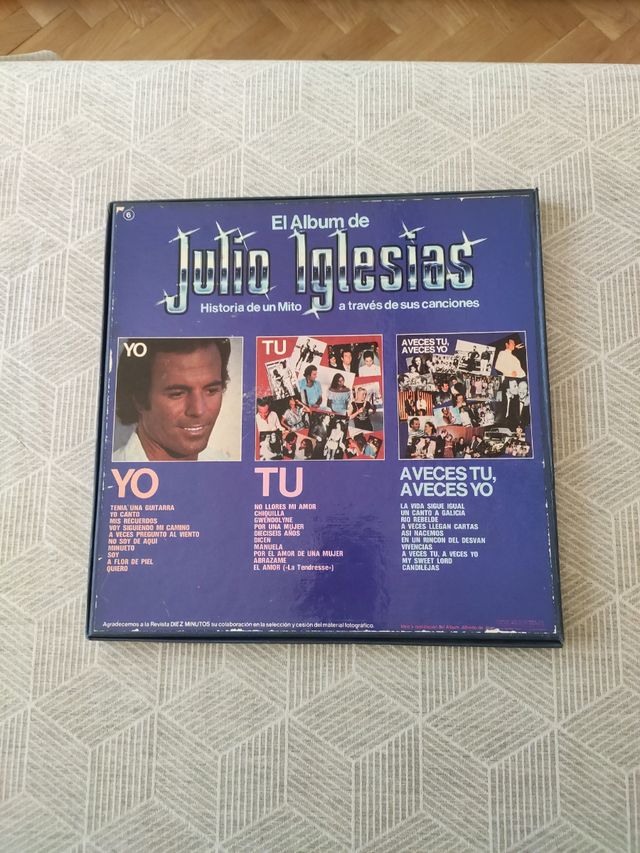 6
El Album de
Julio Iglesias
Historia de un Mito a través de sus canciones
YO
TU
A VECES TU,
A VECES YO
YO
TENIA UNA GUITARRA
YO CANTO
MIS RECUERDOS
VOY SIGUIENDO MI CAMINO
A VECES PREGUNTO AL VIENTO
NO SOY DE AQUI
MINUETO
SOY
A FLOR DE PIEL
QUIERO
TU
NO LLORES MI AMOR
CHIQUILLA
GWENDOLYNE
POR UNA MUJER
DIECISEIS AÑOS
DICEN
MANUELA
POR EL AMOR DE UNA MUJER
ABRAZAME
EL AMOR (-La Tendresse-)
A VECES TU,
A VECES YO
LA VIDA SIGUE IGUAL
UN CANTO A GALICIA
RIO REBELDE
A VECES LLEGAN CARTAS
ASI NACEMOS
EN UN RINCON DEL DESVAN
VIVENCIAS
A VECES TU, A VECES YO
MY SWEET LORD
CANDILEJAS
Agradecemos a la Revista DIEZ MINUTOS su colaboración en la selección y cesión del material fotográfico.